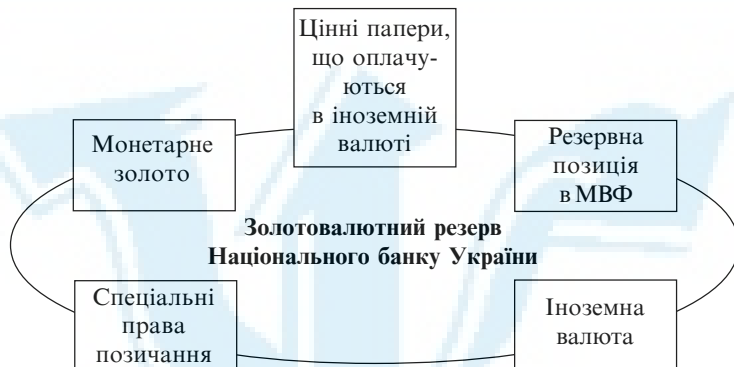 Цінні папери,
що оплачу-
ються
в іноземній
валюті
Монетарне
золото
Резервна
позиція
в МВФ
Золотовалютний резерв
Національного банку України
Спеціальні
права
позичання
Іноземна
валюта